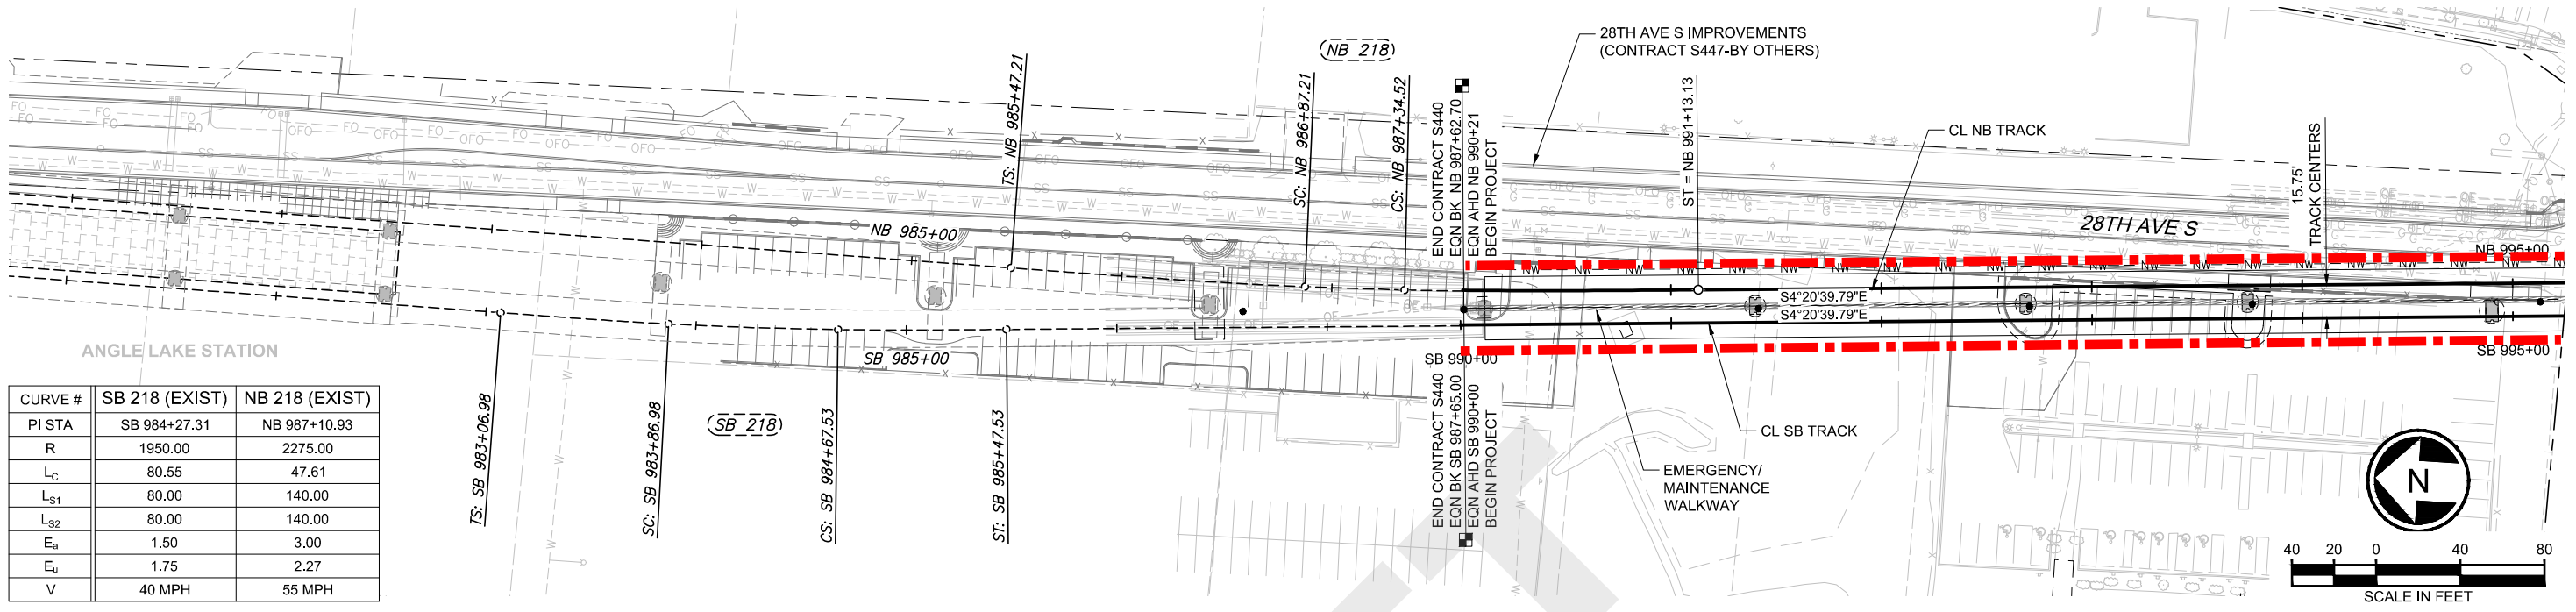 28TH AVE S IMPROVEMENTS
(CONTRACT S447-BY OTHERS)
NB 218
TS: NB 985+47.21
SC: NB 986+87.21
CS: NB 987+34.52
END CONTRACT S440
EQN BK NB 987+62.70
EQN AHD NB 990+21
BEGIN PROJECT
ST = NB 991+13.13
CL NB TRACK
15.75'
TRACK CENTERS
28TH AVE S
NB 985+00
NB 995+00
S4°20'39.79"E
S4°20'39.79"E
ANGLE LAKE STATION
SB 985+00
SB 990+00
SB 995+00
TS: SB 983+06.98
SC: SB 983+86.98
SB 218
CS: SB 984+67.53
ST: SB 985+47.53
END CONTRACT S440
EQN BK SB 987+65.00
EQN AHD SB 990+00
BEGIN PROJECT
CL SB TRACK
EMERGENCY/
MAINTENANCE
WALKWAY
CURVE # SB 218 (EXIST) NB 218 (EXIST)
PI STA SB 984+27.31 NB 987+10.93
R 1950.00 2275.00
LC 80.55 47.61
LS1 80.00 140.00
LS2 80.00 140.00
Ea 1.50 3.00
Eu 1.75 2.27
V 40 MPH 55 MPH
N
40 20 0 40 80
SCALE IN FEET